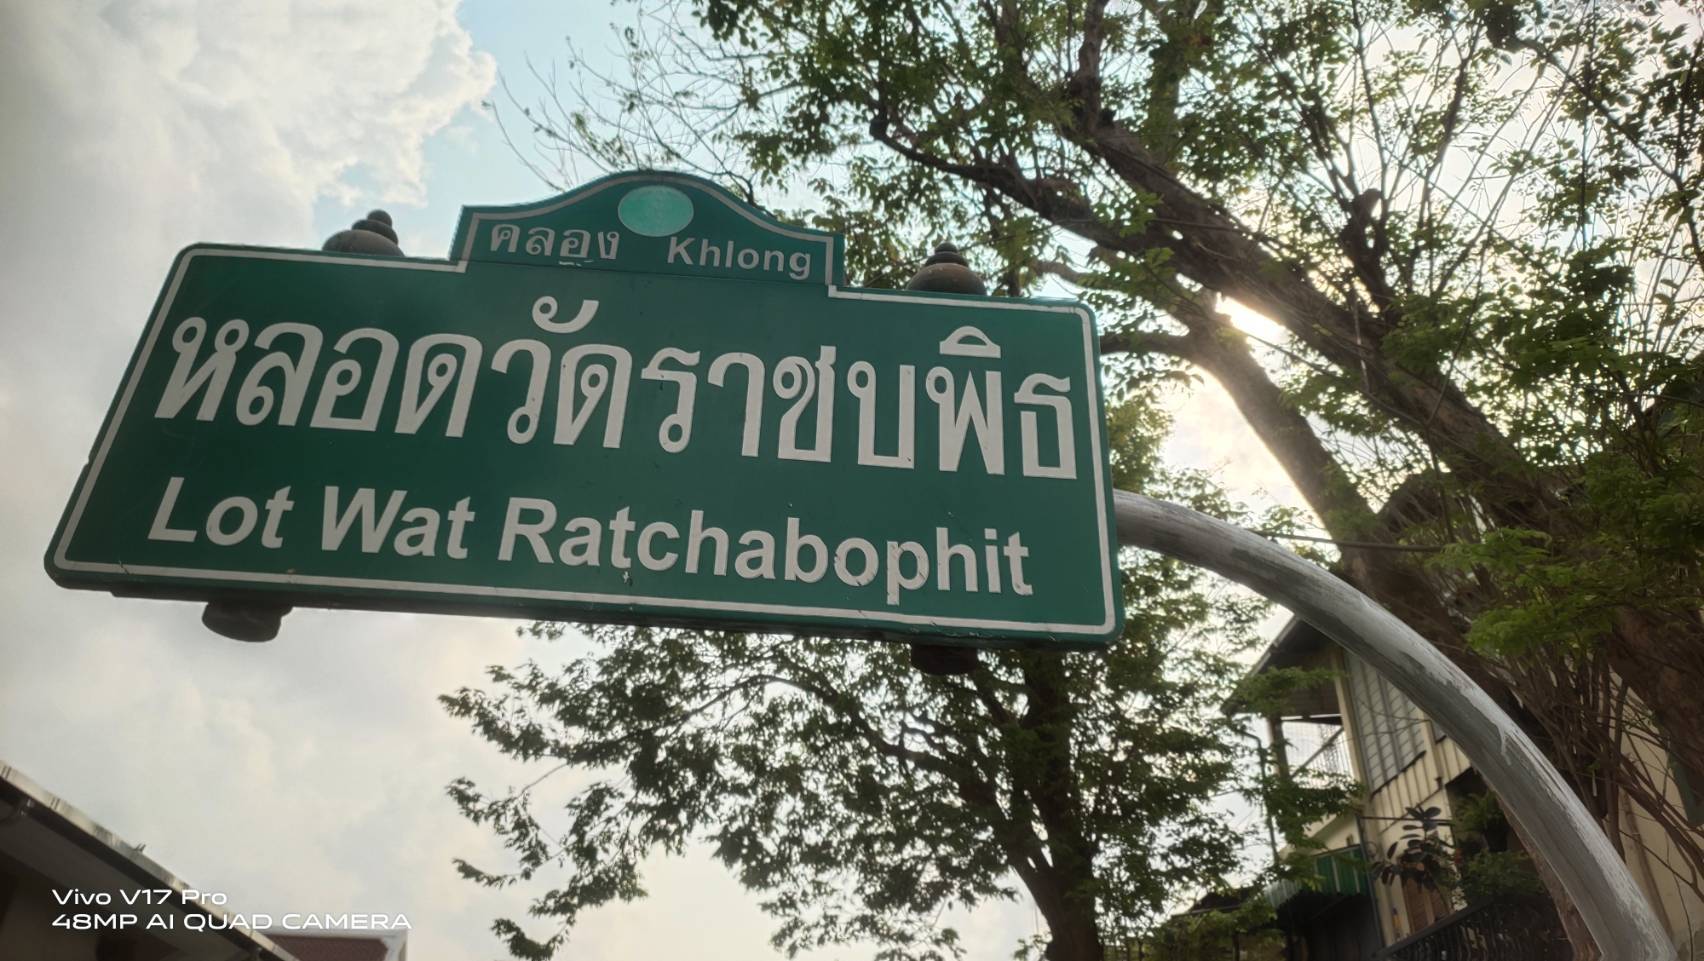 คลอง Khlong
หลอดวัดราชบพิธ
Lot Wat Ratchabophit
Vivo V17 Pro
48MP AI QUAD CAMERA